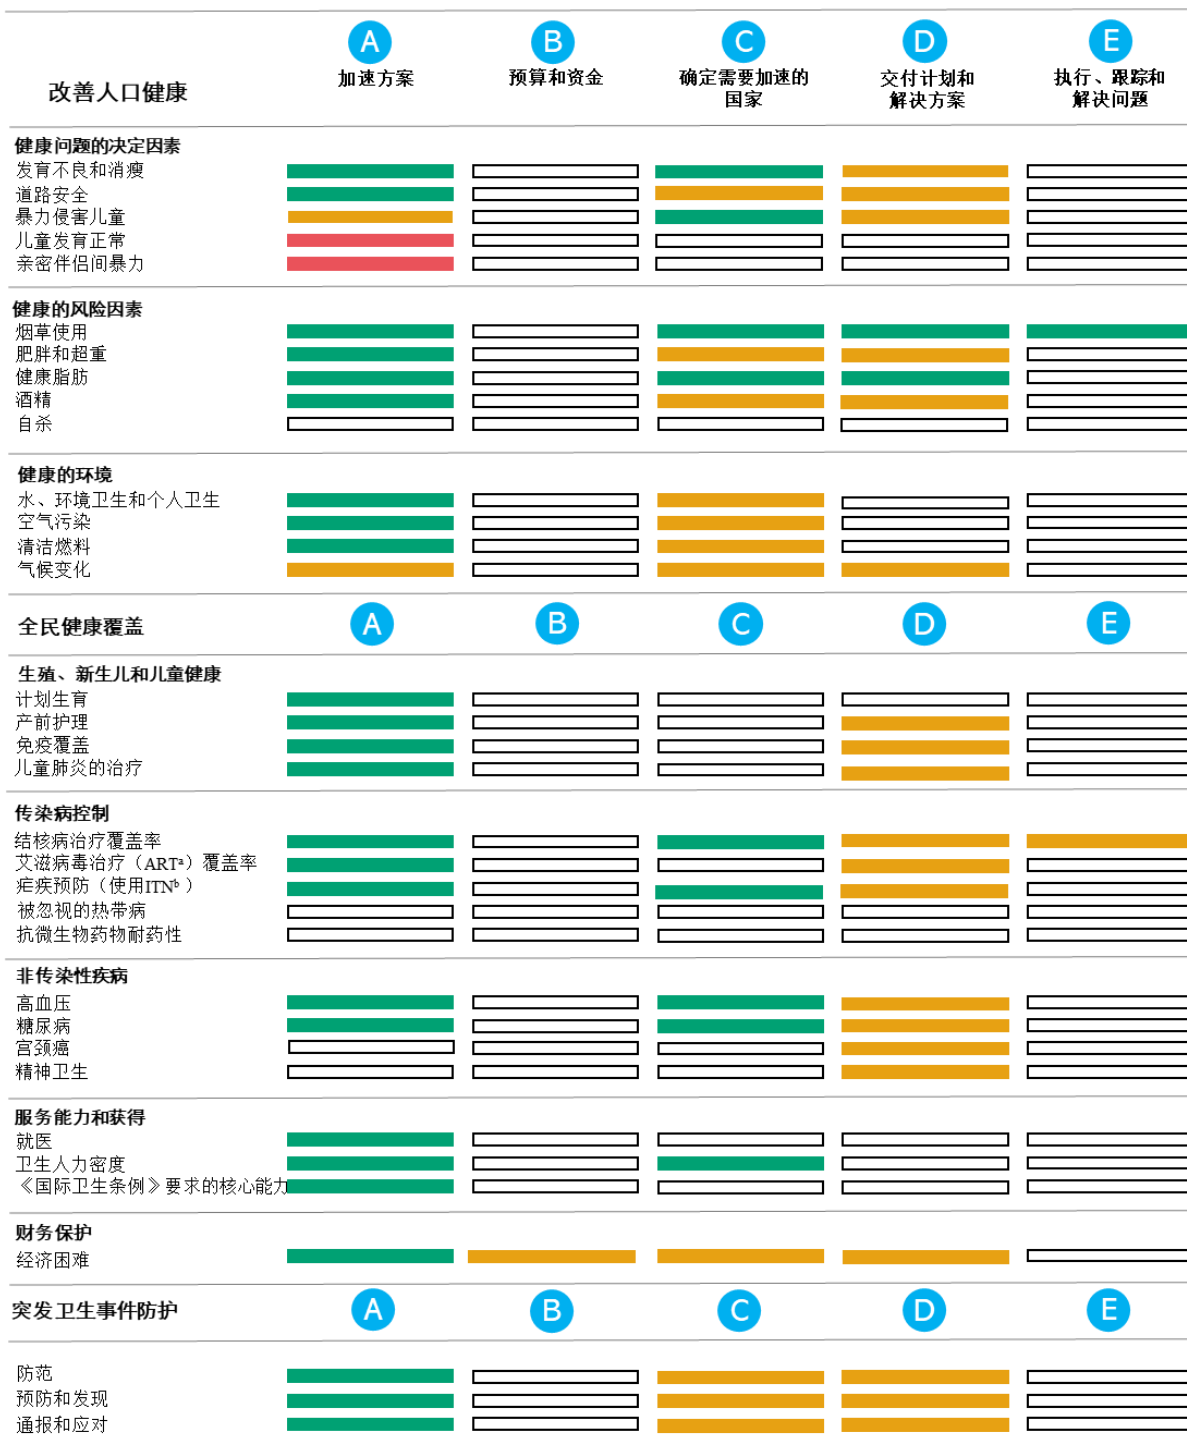 A B C D E
改善人口健康 加速方案 预算和资金 确定需要加速的 交付计划和 执行、跟踪和
国家 解决方案 解决问题
健康问题的决定因素
发育不良和消瘦
道路安全
暴力侵害儿童
儿童发育正常
亲密伴侣间暴力
健康的风险因素
烟草使用
肥胖和超重
健康脂肪
酒精
自杀
健康的环境
水、环境卫生和个人卫生
空气污染
清洁燃料
气候变化
全民健康覆盖 A B C D E
生殖、新生儿和儿童健康
计划生育
产前护理
免疫覆盖
儿童肺炎的治疗
传染病控制
结核病治疗覆盖率
艾滋病毒治疗（ARTᵃ）覆盖率
疟疾预防（使用ITNᵇ）
被忽视的热带病
抗微生物药物耐药性
非传染性疾病
高血压
糖尿病
宫颈癌
精神卫生
服务能力和获得
就医
卫生人力密度
《国际卫生条例》要求的核心能力
财务保护
经济困难
突发卫生事件防护 A B C D E
防范
预防和发现
通报和应对